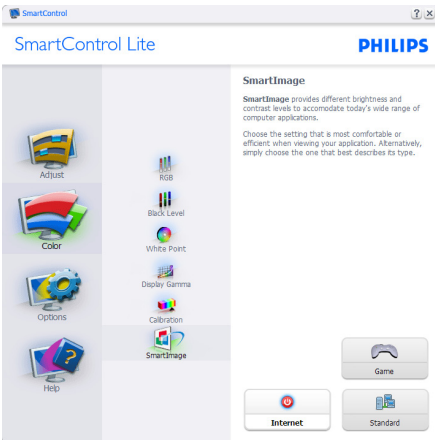 SmartControl
? ×
SmartControl Lite
PHILIPS
Adjust
Color
Options
Help
RGB
Black Level
White Point
Display Gamma
Calibration
SmartImage
SmartImage
SmartImage provides different brightness and
contrast levels to accomodate today's wide range of
computer applications.
Choose the setting that is most comfortable or
efficient when viewing your application. Alternatively,
simply choose the one that best describes its type.
Game
Internet
Standard